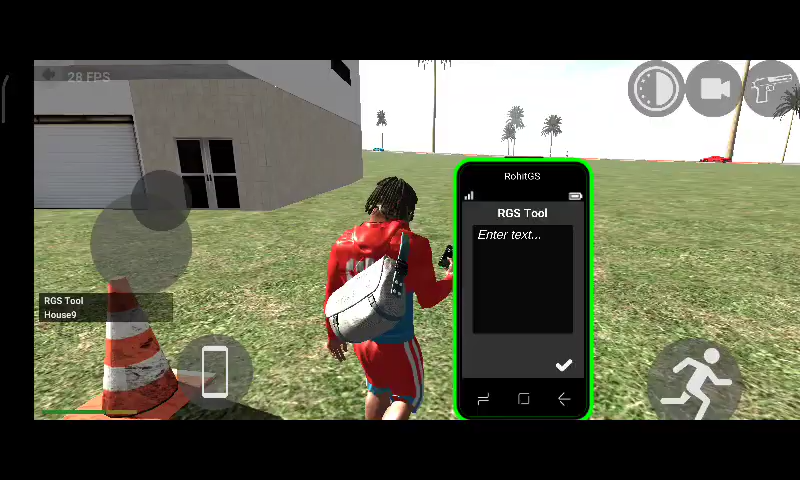 28 FPS
RohitGS
RGS Tool
Enter text...
RGS Tool
House9